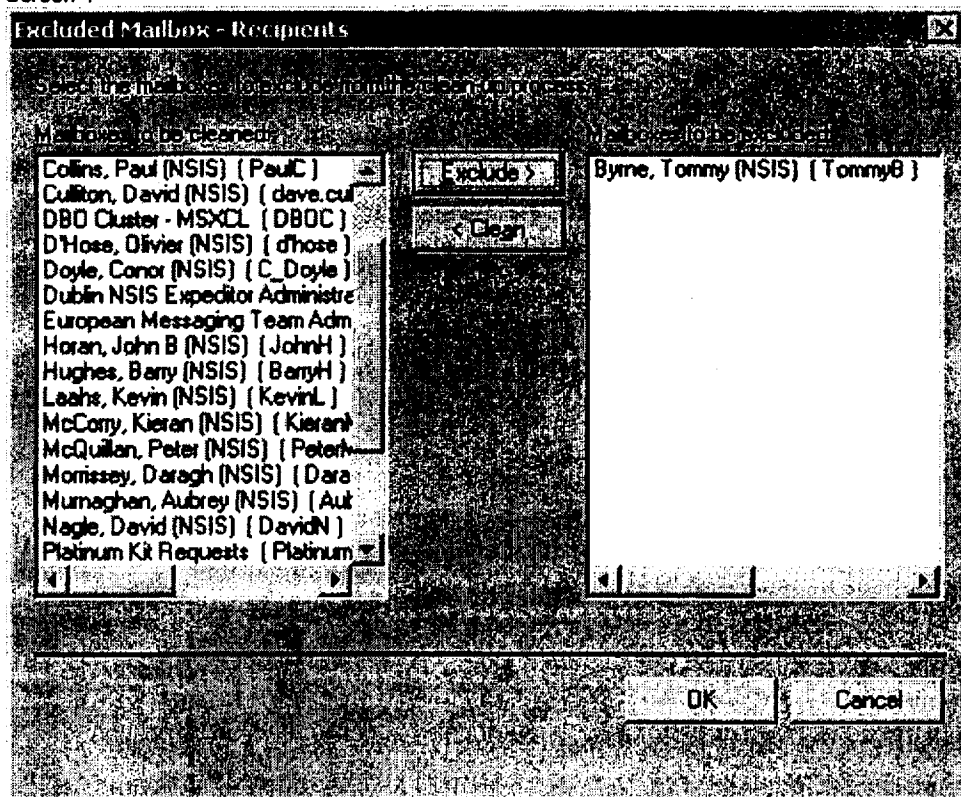 Excluded Mailbox - Recipients
Select the mailboxes to exclude from the clean-up process.
Mailboxes to be cleaned:
Mailboxes to be excluded:
Collins, Paul (NSIS) { PaulC }
Culliton, David (NSIS) { dave.cul
DBO Cluster - MSXCL { DBOC }
D'Hose, Olivier (NSIS) { d'hose }
Doyle, Conor (NSIS) { C_Doyle }
Dublin NSIS Expeditor Administra
European Messaging Team Adm
Horan, John B (NSIS) { JohnH }
Hughes, Barry (NSIS) { BarryH }
Laahs, Kevin (NSIS) { KevinL }
McCorry, Kieran (NSIS) { Kieran
McQuillan, Peter (NSIS) { Peter
Morrissey, Daragh (NSIS) { Dara
Murnaghan, Aubrey (NSIS) { Aub
Nagle, David (NSIS) { DavidN }
Platinum Kit Requests { Platinum
Exclude >
< Clean
Byrne, Tommy (NSIS) { TommyB }
OK
Cancel